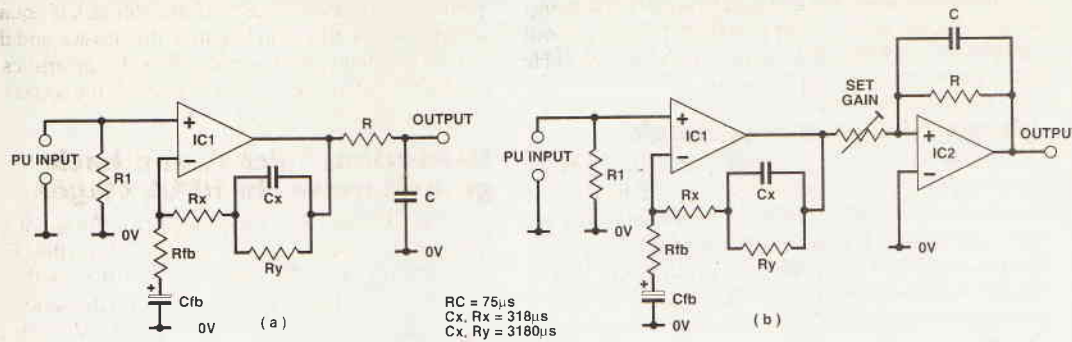 PU INPUT
R1
0V
+
−
IC1
Rx
Cx
Ry
Rfb
+
Cfb
0V
R
OUTPUT
C
0V
(a)
RC = 75µs
Cx, Rx = 318µs
Cx, Ry = 3180µs
PU INPUT
R1
0V
+
−
IC1
Rx
Cx
Ry
Rfb
+
Cfb
0V
SET
GAIN
C
R
+
−
IC2
OUTPUT
0V
(b)